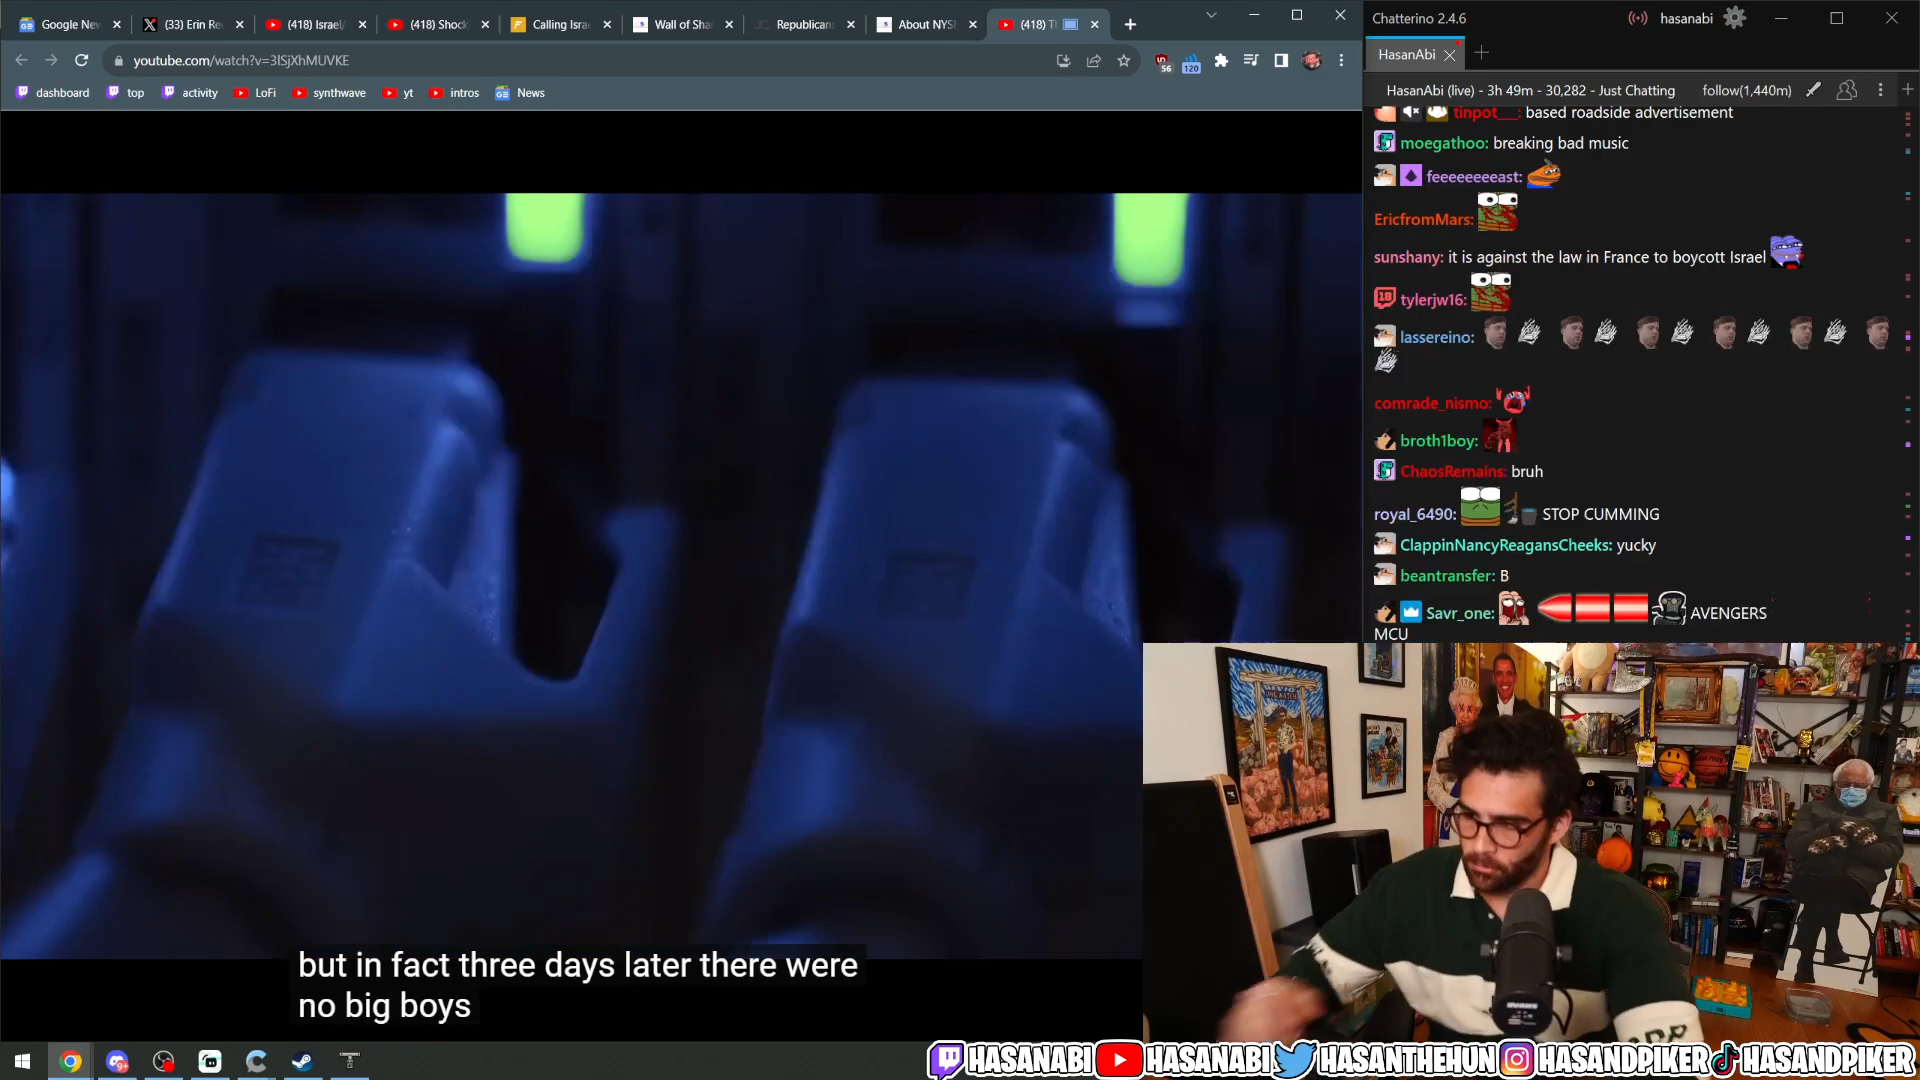 Google Nev
(33) Erin Re
(418) Israel/
(418) Shock
Calling Isra
Wall of Sha
Republicans
About NYS
(418) T
youtube.com/watch?v=3lSjXhMUVKE
56
120
dashboard
top
activity
LoFi
synthwave
yt
intros
News
but in fact three days later there were
no big boys
Chatterino 2.4.6
hasanabi
HasanAbi
HasanAbi (live) - 3h 49m - 30,282 - Just Chatting
follow(1,440m)
tinpot___: based roadside advertisement
moegathoo: breaking bad music
feeeeeeeeast:
EricfromMars:
sunshany: it is against the law in France to boycott Israel
tylerjw16:
lassereino:
comrade_nismo:
broth1boy:
ChaosRemains: bruh
royal_6490: STOP CUMMING
ClappinNancyReagansCheeks: yucky
beantransfer: B
Savr_one: AVENGERS
MCU
HASANABI HASANABI HASANTHEHUN HASANDPIKER HASANDPIKER